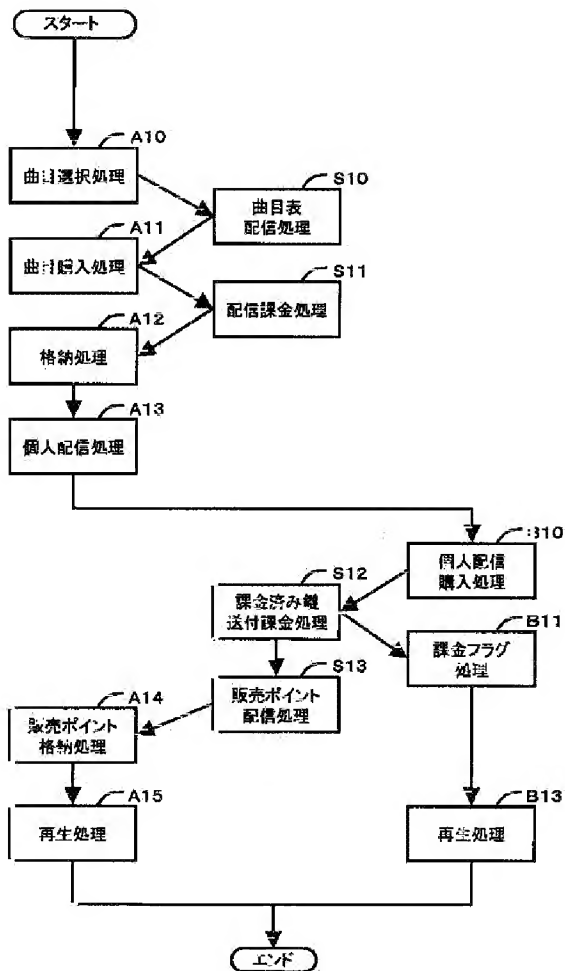 スタート
A10
曲目選択処理
S10
曲目表
配信処理
A11
曲目購入処理
S11
配信課金処理
A12
格納処理
A13
個人配信処理
B10
個人配信
購入処理
S12
課金済み鍵
送付課金処理
B11
課金フラグ
処理
S13
販売ポイント
配信処理
A14
販売ポイント
格納処理
A15
再生処理
B13
再生処理
エンド